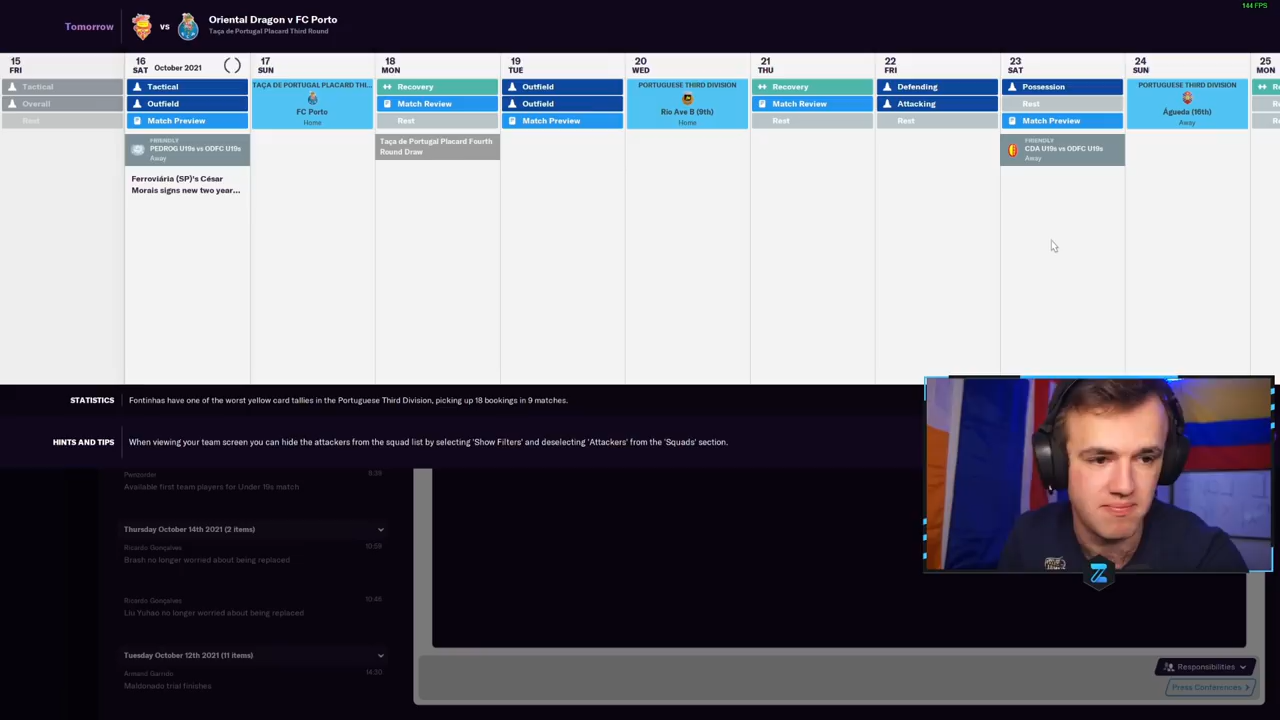 144 FPS
Tomorrow
vs
Oriental Dragon v FC Porto
Taça de Portugal Placard Third Round
15
FRI
16
SAT
October 2021
17
SUN
18
MON
19
TUE
20
WED
21
THU
22
FRI
23
SAT
24
SUN
25
MON
Tactical
Overall
Rest
Tactical
Outfield
Match Preview
FRIENDLY
PEDROG U19s vs ODFC U19s
Away
Ferroviária (SP)'s César
Morais signs new two year...
TAÇA DE PORTUGAL PLACARD THI...
FC Porto
Home
Recovery
Match Review
Rest
Taça de Portugal Placard Fourth
Round Draw
Outfield
Outfield
Match Preview
PORTUGUESE THIRD DIVISION
Rio Ave B (9th)
Home
Recovery
Match Review
Rest
Defending
Attacking
Rest
Possession
Rest
Match Preview
FRIENDLY
CDA U19s vs ODFC U19s
Away
PORTUGUESE THIRD DIVISION
Águeda (16th)
Away
STATISTICS
Fontinhas have one of the worst yellow card tallies in the Portuguese Third Division, picking up 18 bookings in 9 matches.
HINTS AND TIPS
When viewing your team screen you can hide the attackers from the squad list by selecting 'Show Filters' and deselecting 'Attackers' from the 'Squads' section.
Available first team players for Under 19s match
Thursday October 14th 2021 (2 items)
Ricardo Gonçalves
10:59
Brash no longer worried about being replaced
Ricardo Gonçalves
Liu Yuhao no longer worried about being replaced
Tuesday October 12th 2021 (11 items)
Armand Garrido
14:30
Maldonado trial finishes
Responsibilities
Press Conferences